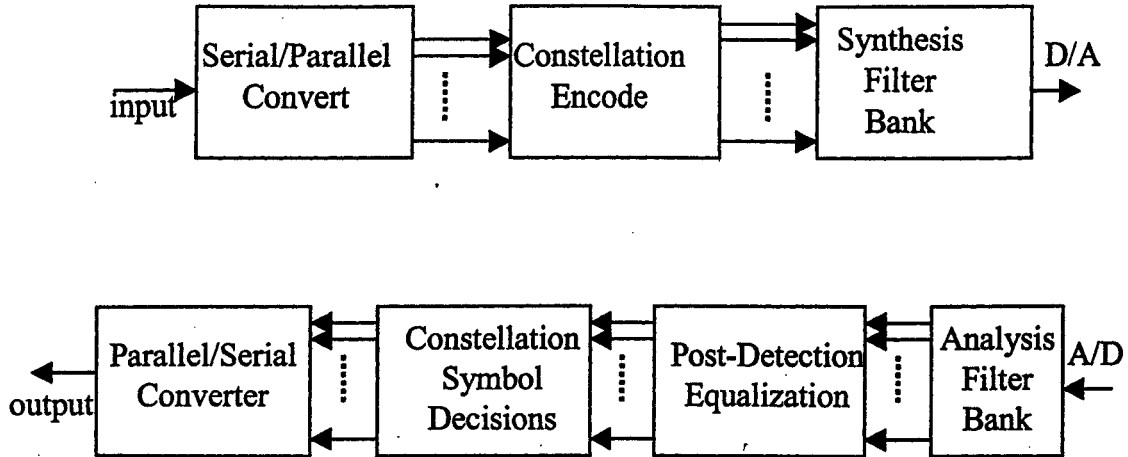 Serial/Parallel
Convert
input
Constellation
Encode
Synthesis
Filter
Bank
D/A
Parallel/Serial
Converter
output
Constellation
Symbol
Decisions
Post-Detection
Equalization
Analysis
Filter
Bank
A/D